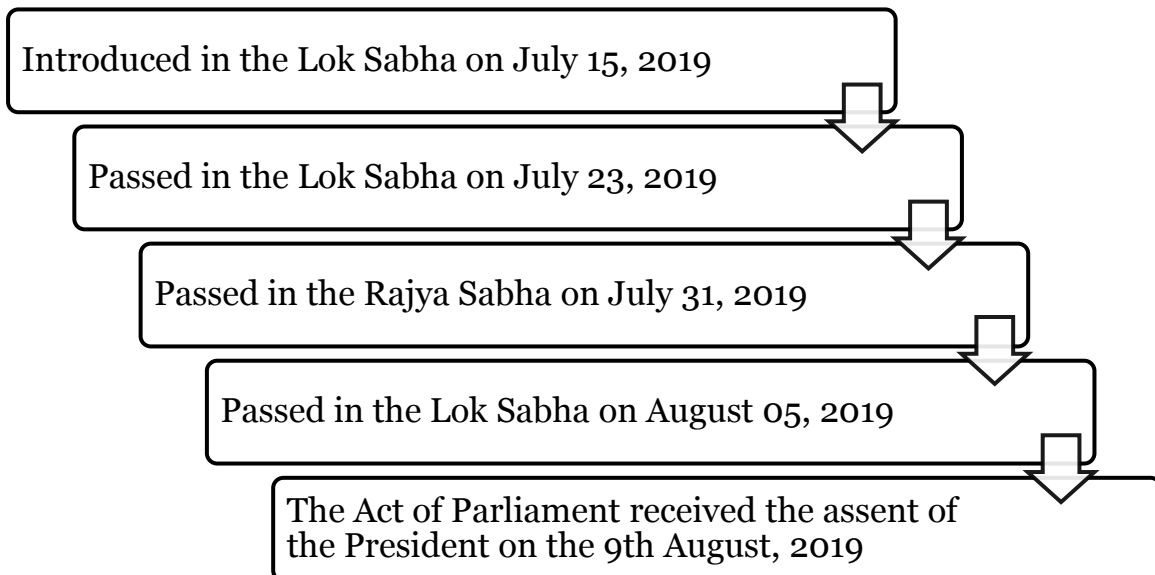 Introduced in the Lok Sabha on July 15, 2019
Passed in the Lok Sabha on July 23, 2019
Passed in the Rajya Sabha on July 31, 2019
Passed in the Lok Sabha on August 05, 2019
The Act of Parliament received the assent of
the President on the 9th August, 2019